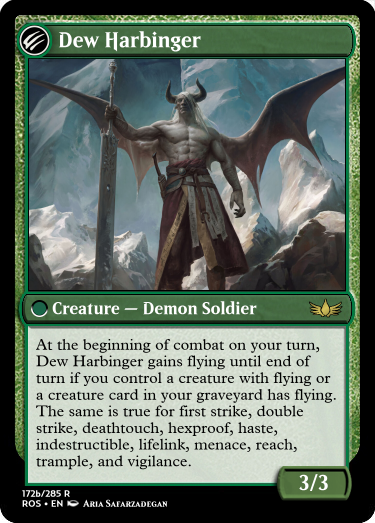 Dew Harbinger
Creature — Demon Soldier
At the beginning of combat on your turn,
Dew Harbinger gains flying until end of
turn if you control a creature with flying or
a creature card in your graveyard has flying.
The same is true for first strike, double
strike, deathtouch, hexproof, haste,
indestructible, lifelink, menace, reach,
trample, and vigilance.
3/3
172b/285 R
ROS • EN Aria Safarzadegan